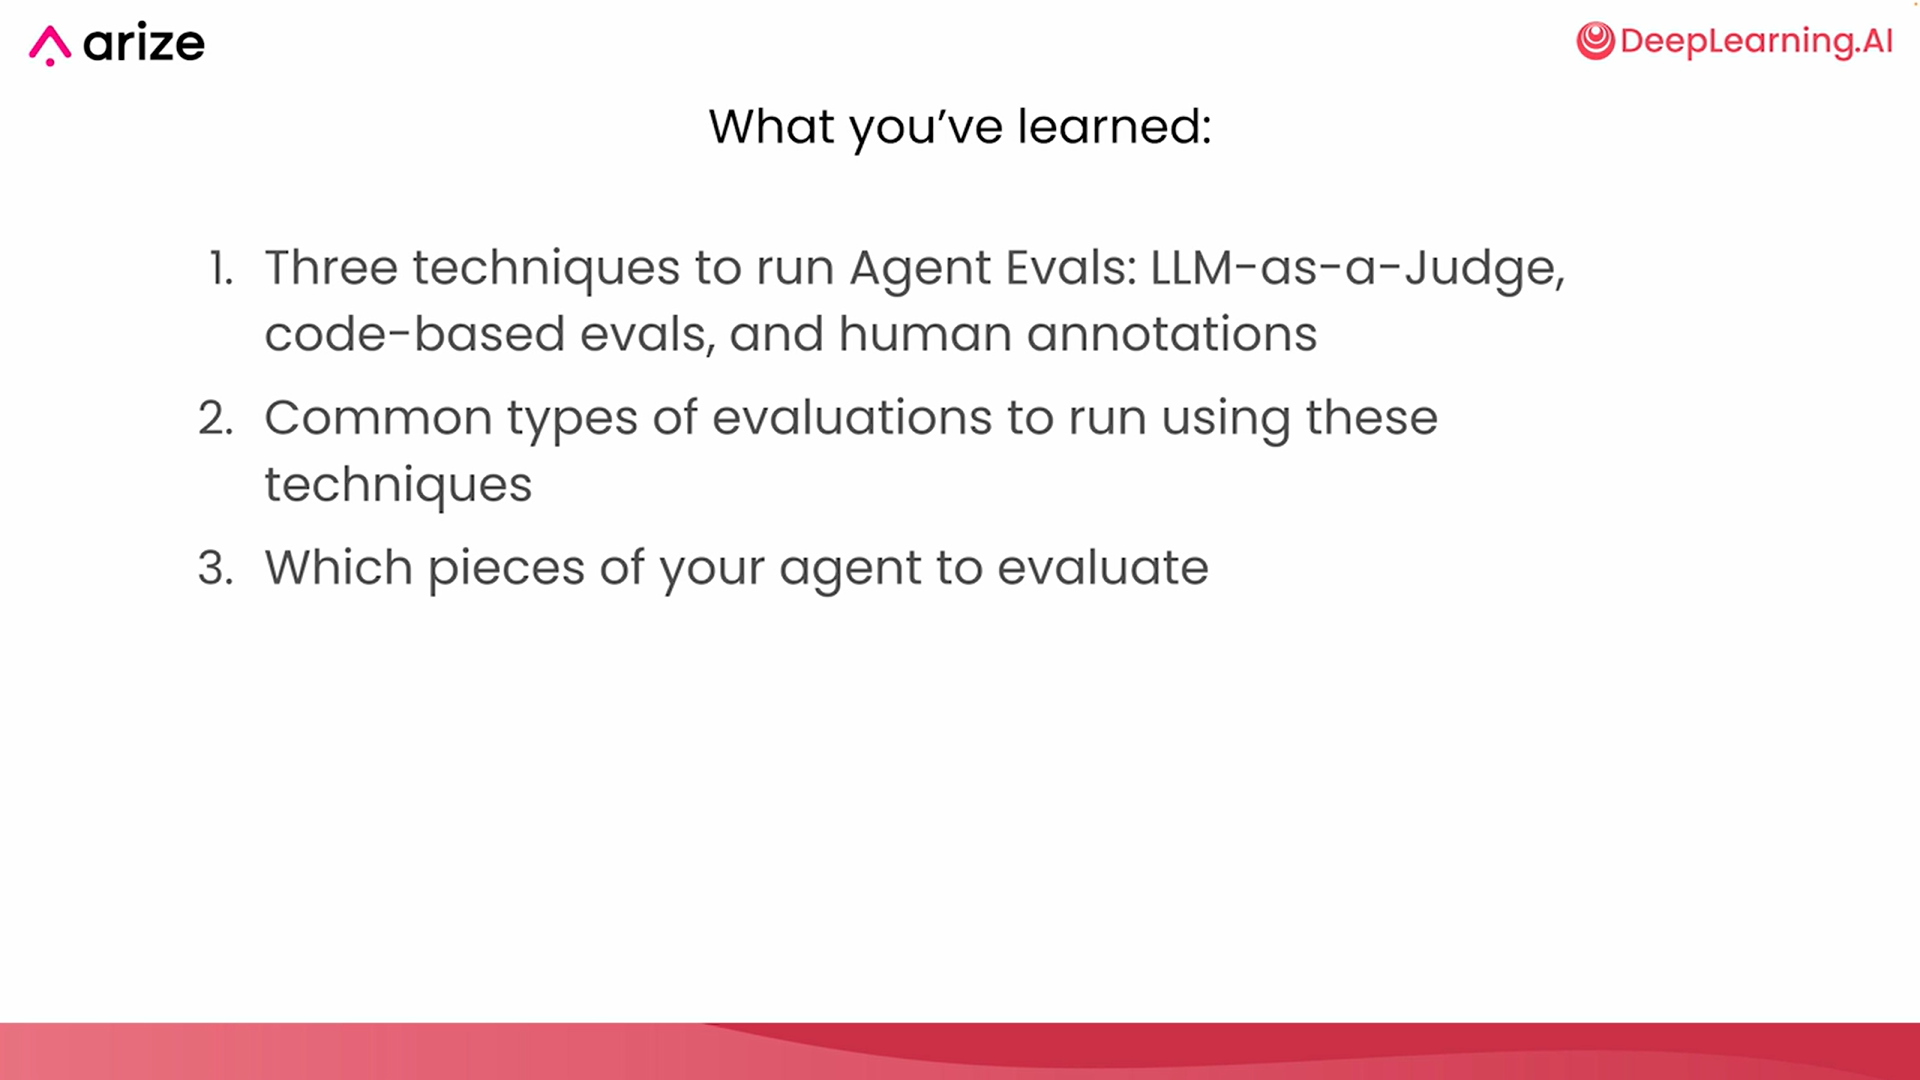 arize
DeepLearning.AI
What you’ve learned:
1. Three techniques to run Agent Evals: LLM-as-a-Judge,
code-based evals, and human annotations
2. Common types of evaluations to run using these
techniques
3. Which pieces of your agent to evaluate